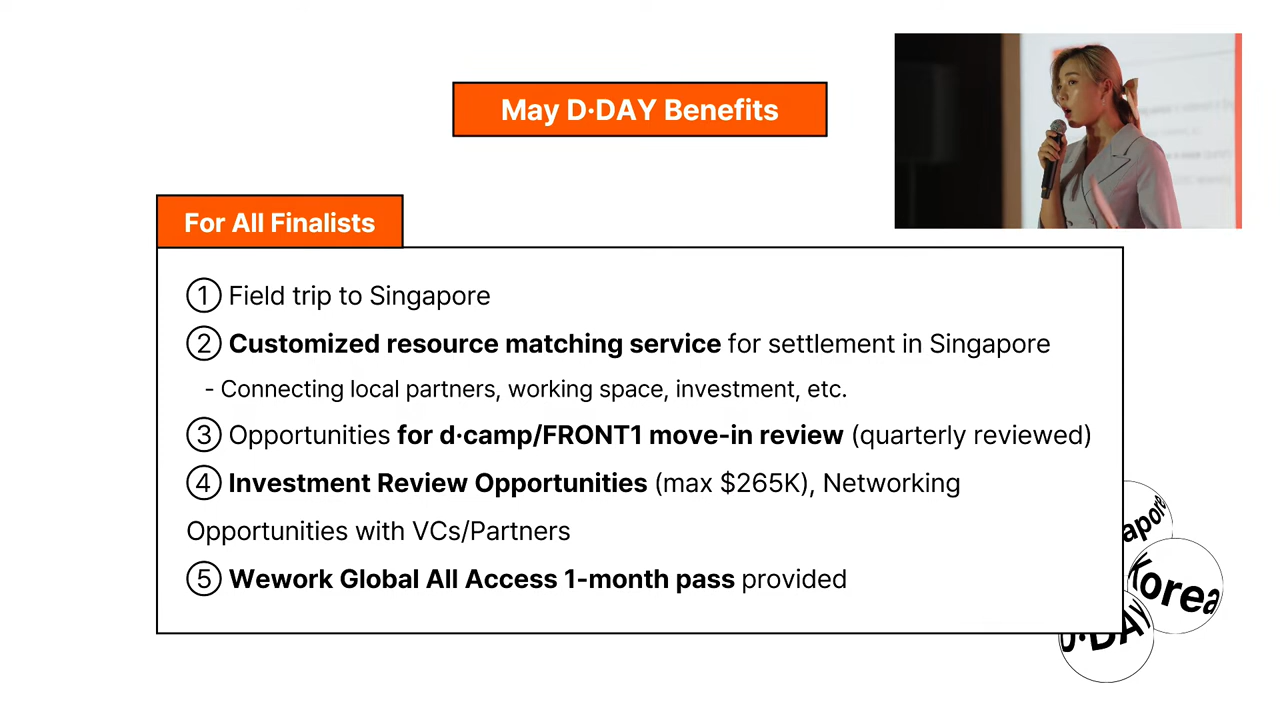 May D·DAY Benefits
For All Finalists
① Field trip to Singapore
② Customized resource matching service for settlement in Singapore
- Connecting local partners, working space, investment, etc.
③ Opportunities for d·camp/FRONT1 move-in review (quarterly reviewed)
④ Investment Review Opportunities (max $265K), Networking
Opportunities with VCs/Partners
⑤ Wework Global All Access 1-month pass provided
apore
Korea
D·DAY